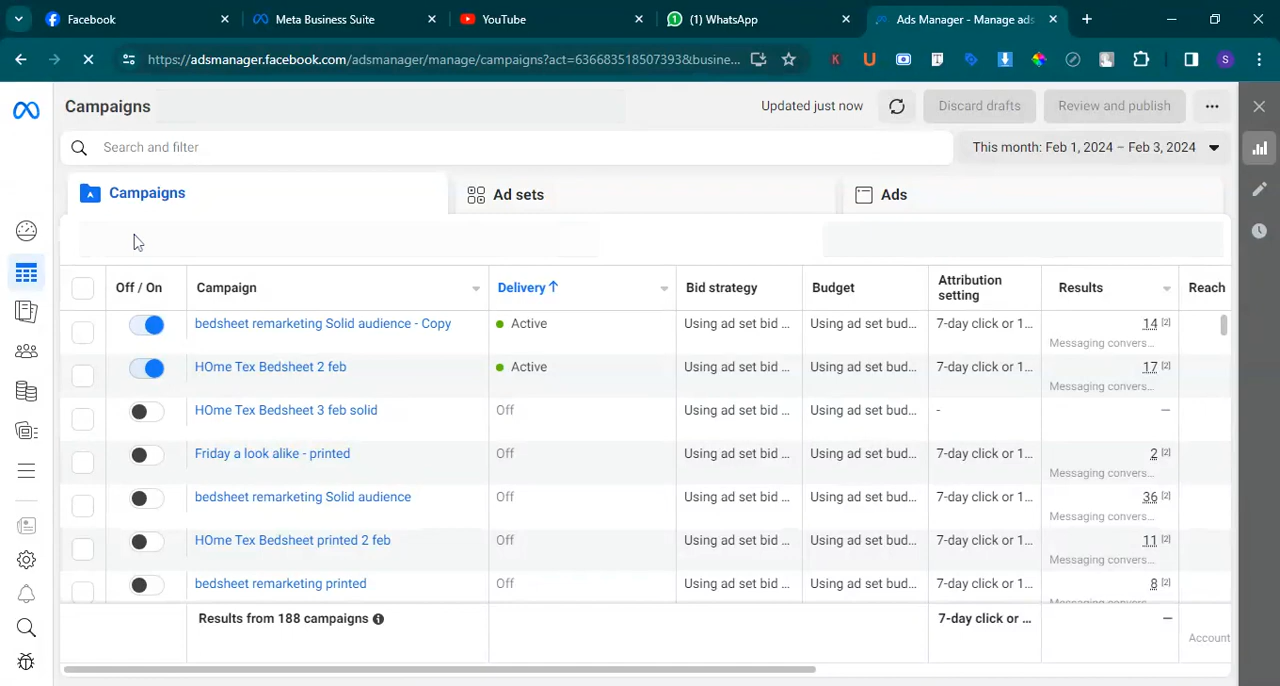 Facebook
Meta Business Suite
YouTube
(1) WhatsApp
Ads Manager - Manage ads
https://adsmanager.facebook.com/adsmanager/manage/campaigns?act=636683518507393&busine...
K
U
S
Campaigns
Updated just now
Discard drafts
Review and publish
Search and filter
This month: Feb 1, 2024 – Feb 3, 2024
Campaigns
Ad sets
Ads
Off / On
Campaign
Delivery ↑
Bid strategy
Budget
Attribution
setting
Results
Reach
bedsheet remarketing Solid audience - Copy
Active
Using ad set bid ...
Using ad set bud...
7-day click or 1...
14 [2]
Messaging convers...
HOme Tex Bedsheet 2 feb
Active
Using ad set bid ...
Using ad set bud...
7-day click or 1...
17 [2]
Messaging convers...
HOme Tex Bedsheet 3 feb solid
Off
Using ad set bid ...
Using ad set bud...
-
—
Friday a look alike - printed
Off
Using ad set bid ...
Using ad set bud...
7-day click or 1...
2 [2]
Messaging convers...
bedsheet remarketing Solid audience
Off
Using ad set bid ...
Using ad set bud...
7-day click or 1...
36 [2]
Messaging convers...
HOme Tex Bedsheet printed 2 feb
Off
Using ad set bid ...
Using ad set bud...
7-day click or 1...
11 [2]
Messaging convers...
bedsheet remarketing printed
Off
Using ad set bid ...
Using ad set bud...
7-day click or 1...
8 [2]
Messaging convers...
Results from 188 campaigns
7-day click or ...
—
Account